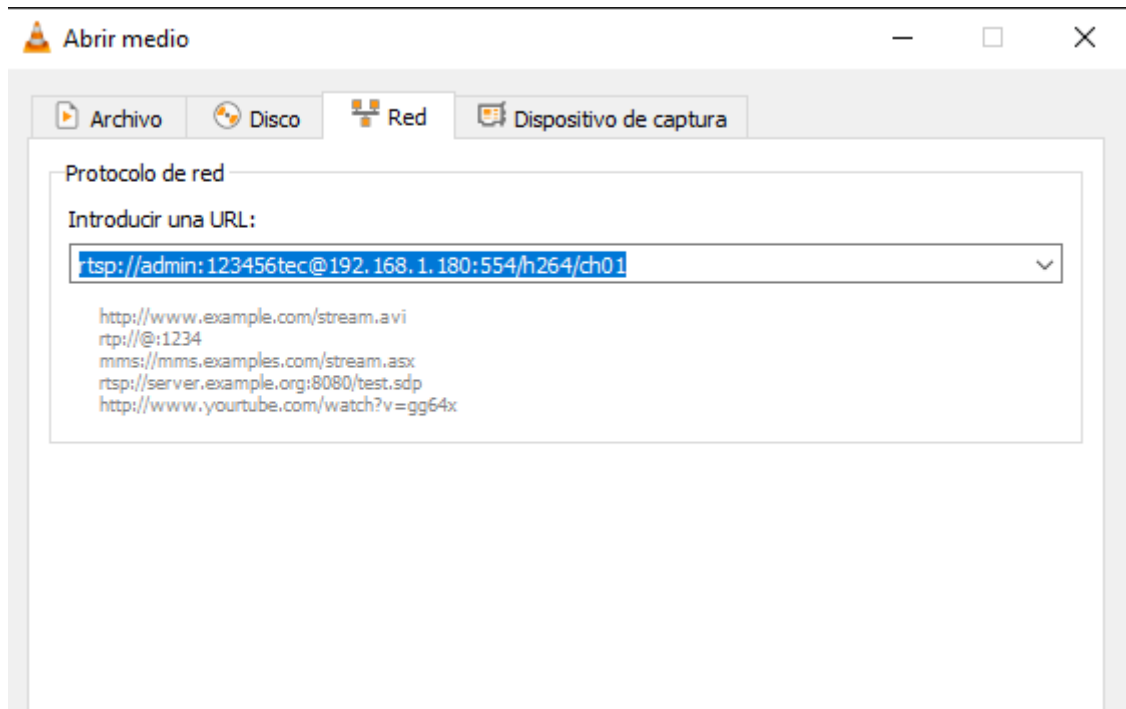 Abrir medio
Archivo Disco Red Dispositivo de captura
Protocolo de red
Introducir una URL:
rtsp://admin:123456tec@192.168.1.180:554/h264/ch01
http://www.example.com/stream.avi
rtp://@:1234
mms://mms.examples.com/stream.asx
rtsp://server.example.org:8080/test.sdp
http://www.yourtube.com/watch?v=gg64x